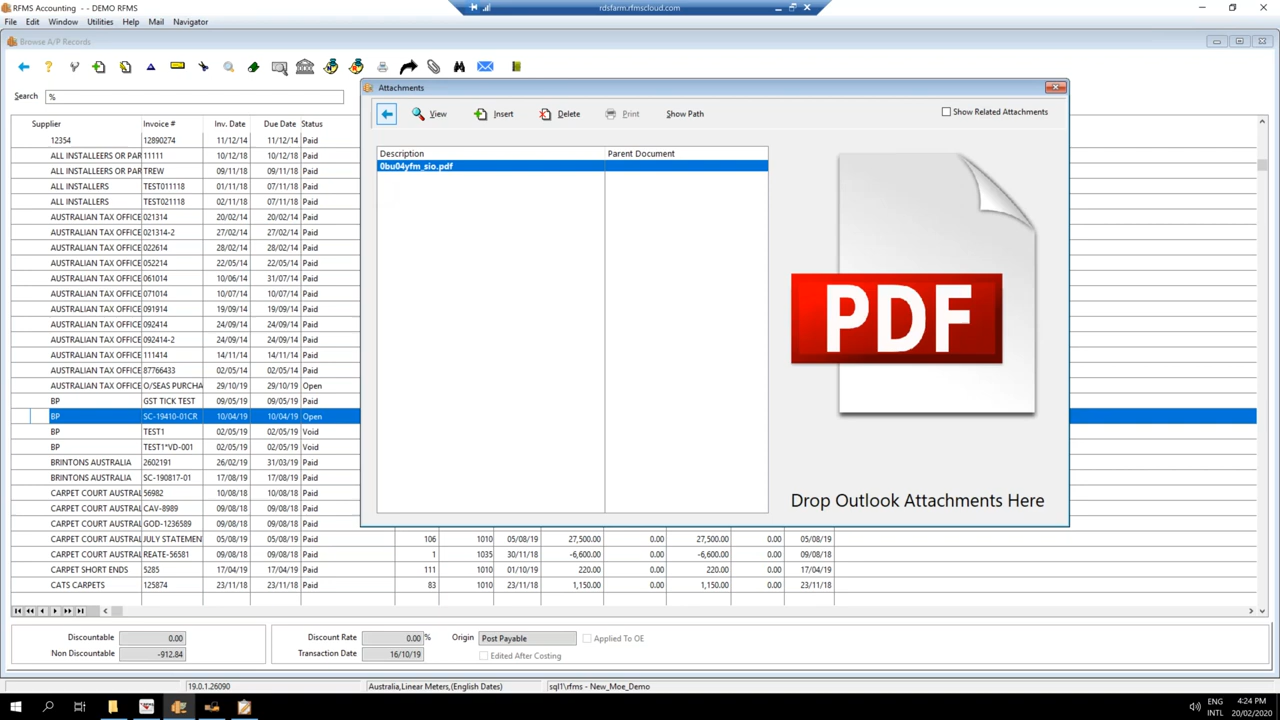 RFMS Accounting - - DEMO RFMS
rdsfarm.rfmscloud.com
File Edit Window Utilities RFMS Help Mail Navigator
Browse A/P Records
Search %
Attachments
View Insert Delete Print Show Path Show Related Attachments
Supplier Invoice # Inv. Date Due Date Status
12354 12890274 11/12/14 11/12/14 Paid
ALL INSTALLEERS OR PAR 11111 10/12/18 10/12/18 Paid
ALL INSTALLEERS OR PAR TREW 09/11/18 09/11/18 Paid
ALL INSTALLERS TEST011118 01/11/18 07/11/18 Paid
ALL INSTALLERS TEST021118 02/11/18 07/11/18 Paid
AUSTRALIAN TAX OFFICE 021314 20/02/14 20/02/14 Paid
AUSTRALIAN TAX OFFICE 021314-2 27/02/14 27/02/14 Paid
AUSTRALIAN TAX OFFICE 022614 28/02/14 28/02/14 Paid
AUSTRALIAN TAX OFFICE 052214 22/05/14 22/05/14 Paid
AUSTRALIAN TAX OFFICE 061014 10/06/14 31/07/14 Paid
AUSTRALIAN TAX OFFICE 071014 10/07/14 10/07/14 Paid
AUSTRALIAN TAX OFFICE 091914 19/09/14 19/09/14 Paid
AUSTRALIAN TAX OFFICE 092414 24/09/14 24/09/14 Paid
AUSTRALIAN TAX OFFICE 092414-2 24/09/14 24/09/14 Paid
AUSTRALIAN TAX OFFICE 111414 14/11/14 14/11/14 Paid
AUSTRALIAN TAX OFFICE 87766433 02/05/14 02/05/14 Paid
AUSTRALIAN TAX OFFICE O/SEAS PURCHA 29/10/19 29/10/19 Open
BP GST TICK TEST 09/05/19 09/05/19 Paid
BP SC-19410-01CR 10/04/19 10/04/19 Open
BP TEST1 02/05/19 02/05/19 Void
BP TEST1*VD-001 02/05/19 02/05/19 Void
BRINTONS AUSTRALIA 2602191 26/02/19 31/03/19 Paid
BRINTONS AUSTRALIA SC-190817-01 17/08/19 17/08/19 Paid
CARPET COURT AUSTRAL 56982 10/08/18 10/08/18 Paid
CARPET COURT AUSTRAL CAV-8989 09/08/18 09/08/18 Paid
CARPET COURT AUSTRAL GOD-1236589 09/08/18 09/08/18 Paid
CARPET COURT AUSTRAL JULY STATEMEN 05/08/19 05/08/19 Paid 106 1010 05/08/19 27,500.00 0.00 27,500.00 0.00 05/08/19
CARPET COURT AUSTRAL REATE-56581 09/08/18 09/08/18 Paid 1 1035 30/11/18 -6,600.00 0.00 -6,600.00 0.00 09/08/18
CARPET SHORT ENDS 5285 17/04/19 17/04/19 Paid 111 1010 01/10/19 220.00 0.00 220.00 0.00 17/04/19
CATS CARPETS 125874 23/11/18 23/11/18 Paid 83 1010 23/11/18 1,150.00 0.00 1,150.00 0.00 23/11/18
Description Parent Document
0bu04yfm_sio.pdf
PDF
Drop Outlook Attachments Here
Discountable 0.00 Discount Rate 0.00 % Origin Post Payable Applied To OE
Non Discountable -912.84 Transaction Date 16/10/19 Edited After Costing
19.0.1.26090 Australia,Linear Meters,(English Dates) sql1\rfms - New_Moe_Demo
ENG 4:24 PM
INTL 20/02/2020